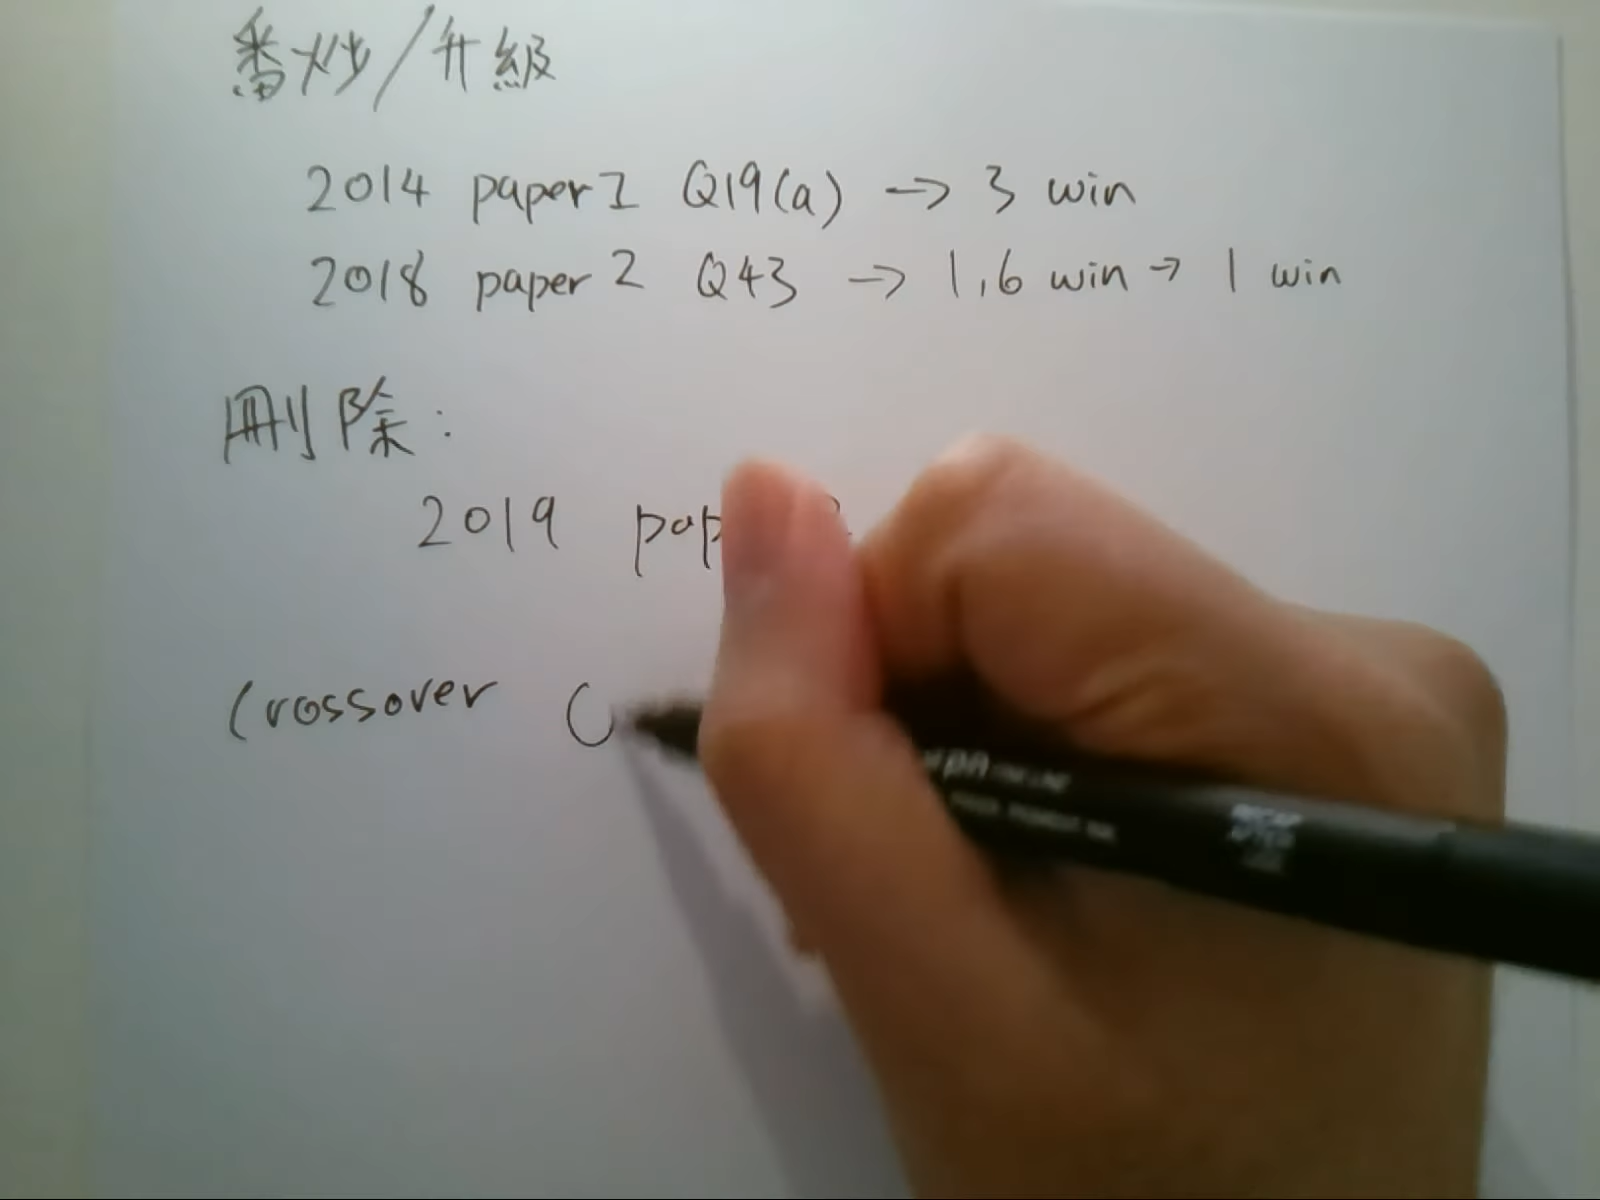 番炒/升級
2014 paper 1 Q19(a) → 3 win
2018 paper 2 Q43 → 1.6 win → 1 win
刪除：
2019
Crossover